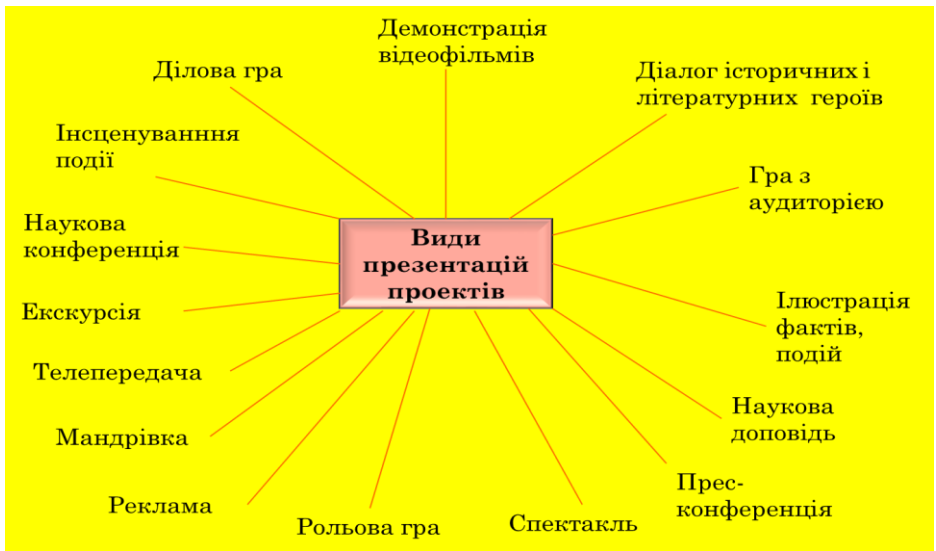 Демонстрація
відеофільмів
Ділова гра
Діалог історичних і
літературних героїв
Інсценуванння
події
Гра з
аудиторією
Наукова
конференція
Види
презентацій
проектів
Екскурсія
Ілюстрація
фактів,
подій
Телепередача
Наукова
доповідь
Мандрівка
Прес-
конференція
Реклама
Рольова гра
Спектакль